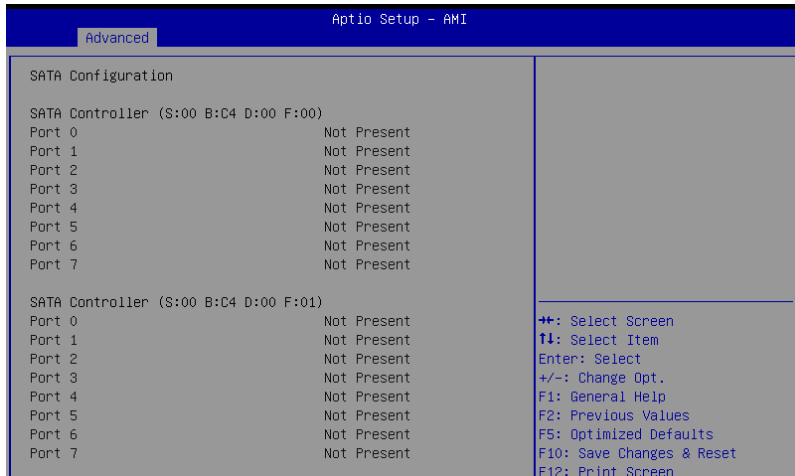 Aptio Setup – AMI
Advanced
SATA Configuration
SATA Controller (S:00 B:C4 D:00 F:00)
Port 0 Not Present
Port 1 Not Present
Port 2 Not Present
Port 3 Not Present
Port 4 Not Present
Port 5 Not Present
Port 6 Not Present
Port 7 Not Present
SATA Controller (S:00 B:C4 D:00 F:01)
Port 0 Not Present
Port 1 Not Present
Port 2 Not Present
Port 3 Not Present
Port 4 Not Present
Port 5 Not Present
Port 6 Not Present
Port 7 Not Present
→←: Select Screen
↑↓: Select Item
Enter: Select
+/-: Change Opt.
F1: General Help
F2: Previous Values
F5: Optimized Defaults
F10: Save Changes & Reset
F12: Print Screen